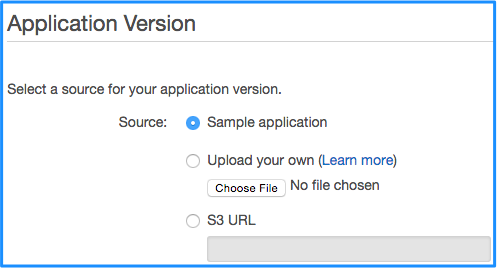 Application Version
Select a source for your application version.
Source: Sample application
Upload your own (Learn more)
Choose File No file chosen
S3 URL